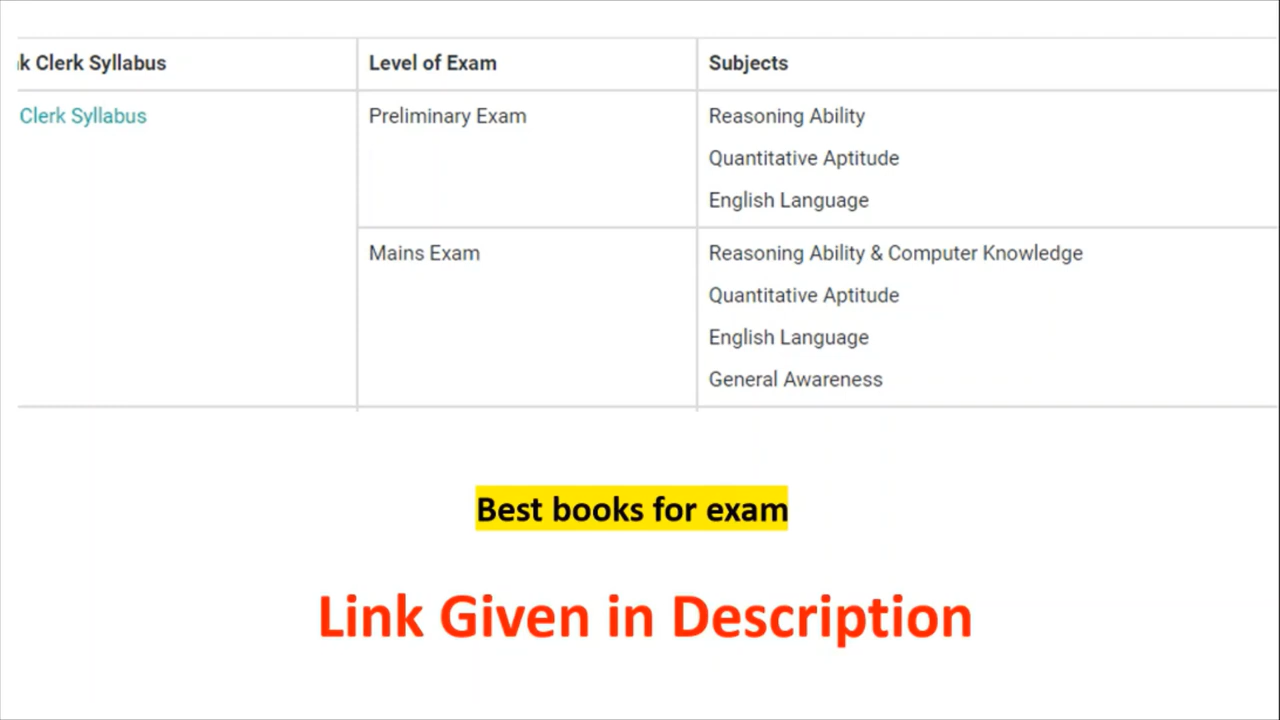 k Clerk Syllabus Level of Exam Subjects
Clerk Syllabus Preliminary Exam Reasoning Ability
Quantitative Aptitude
English Language
Mains Exam Reasoning Ability & Computer Knowledge
Quantitative Aptitude
English Language
General Awareness
Best books for exam
Link Given in Description